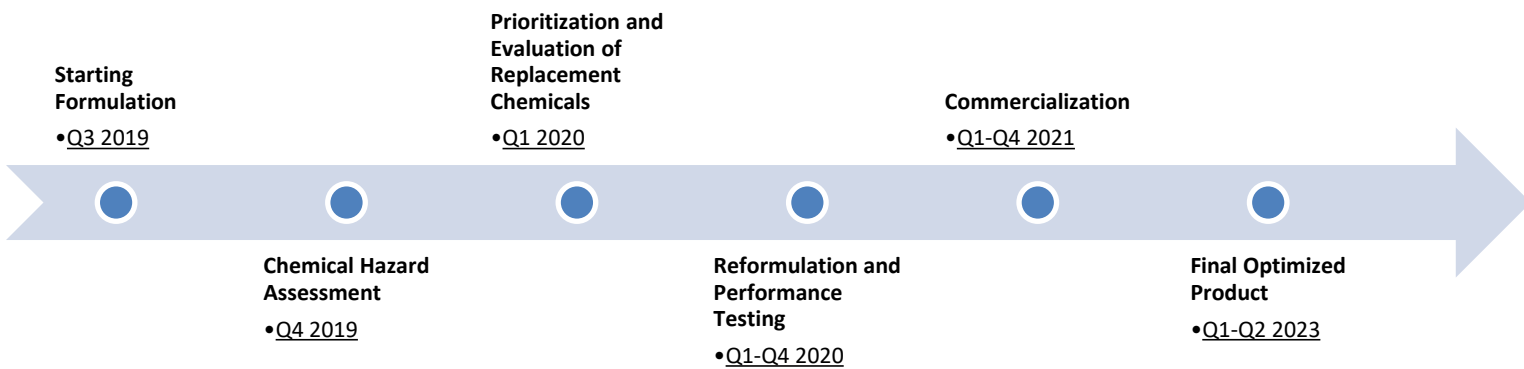 Starting
Formulation
•Q3 2019
Chemical Hazard
Assessment
•Q4 2019
Prioritization and
Evaluation of
Replacement
Chemicals
•Q1 2020
Reformulation and
Performance
Testing
•Q1-Q4 2020
Commercialization
•Q1-Q4 2021
Final Optimized
Product
•Q1-Q2 2023